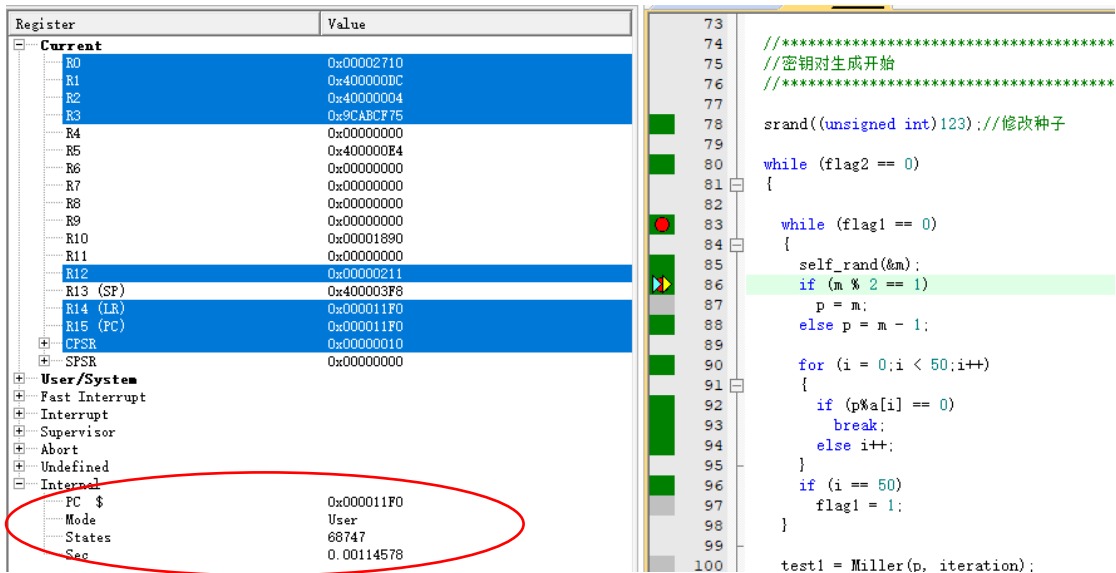 Register Value
Current
R0 0x00002710
R1 0x400000DC
R2 0x40000004
R3 0x9CABCF75
R4 0x00000000
R5 0x400000E4
R6 0x00000000
R7 0x00000000
R8 0x00000000
R9 0x00000000
R10 0x00001890
R11 0x00000000
R12 0x00000211
R13 (SP) 0x400003F8
R14 (LR) 0x000011F0
R15 (PC) 0x000011F0
CPSR 0x00000010
SPSR 0x00000000
User/System
Fast Interrupt
Interrupt
Supervisor
Abort
Undefined
Internal
PC $ 0x000011F0
Mode User
States 68747
Sec 0.00114578
73
74 //**************************************
75 //密钥对生成开始
76 //**************************************
77
78 srand((unsigned int)123);//修改种子
79
80 while (flag2 == 0)
81 {
82
83 while (flag1 == 0)
84 {
85 self_rand(&m);
86 if (m % 2 == 1)
87 p = m;
88 else p = m - 1;
89
90 for (i = 0;i < 50;i++)
91 {
92 if (p%a[i] == 0)
93 break;
94 else i++;
95 }
96 if (i == 50)
97 flag1 = 1;
98 }
99
100 test1 = Miller(p, iteration);